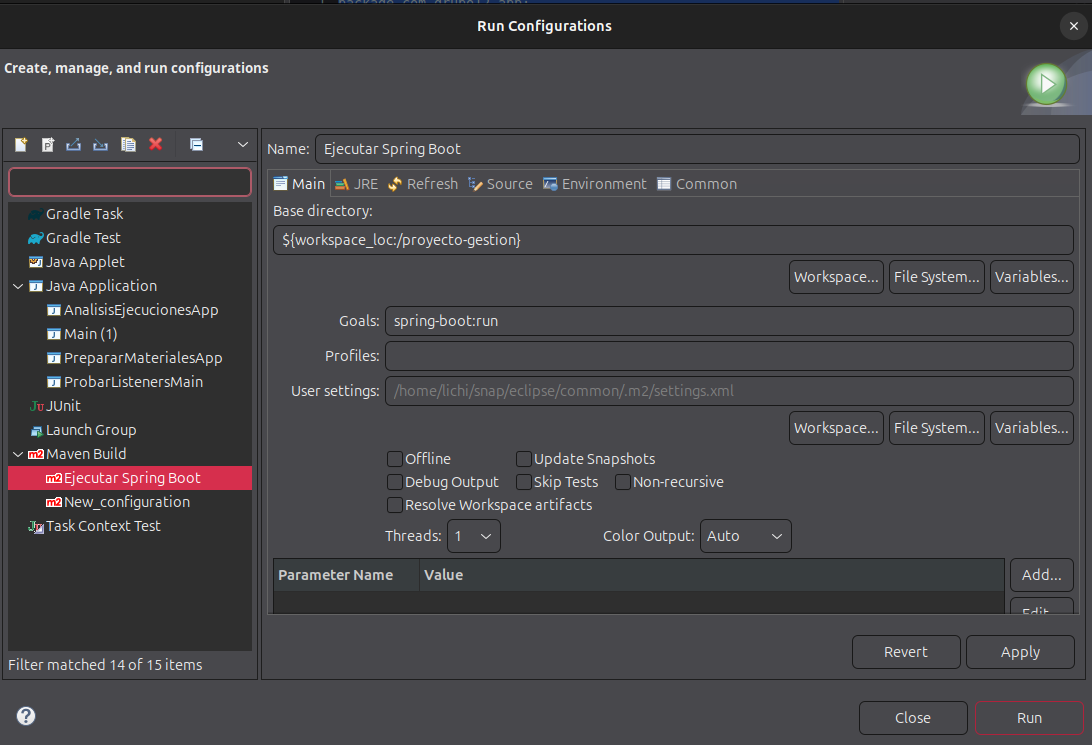 package com.grupo17.app;
Run Configurations
Create, manage, and run configurations
Name: Ejecutar Spring Boot
Main JRE Refresh Source Environment Common
Gradle Task
Gradle Test
Java Applet
Java Application
AnalisisEjecucionesApp
Main (1)
PrepararMaterialesApp
ProbarListenersMain
JUnit
Launch Group
Maven Build
Ejecutar Spring Boot
New_configuration
Task Context Test
Filter matched 14 of 15 items
Base directory:
${workspace_loc:/proyecto-gestion}
Workspace... File System... Variables...
Goals: spring-boot:run
Profiles:
User settings: /home/lichi/snap/eclipse/common/.m2/settings.xml
Workspace... File System... Variables...
Offline Update Snapshots
Debug Output Skip Tests Non-recursive
Resolve Workspace artifacts
Threads: 1 Color Output: Auto
Parameter Name Value Add...
Edit...
Revert Apply
Close Run